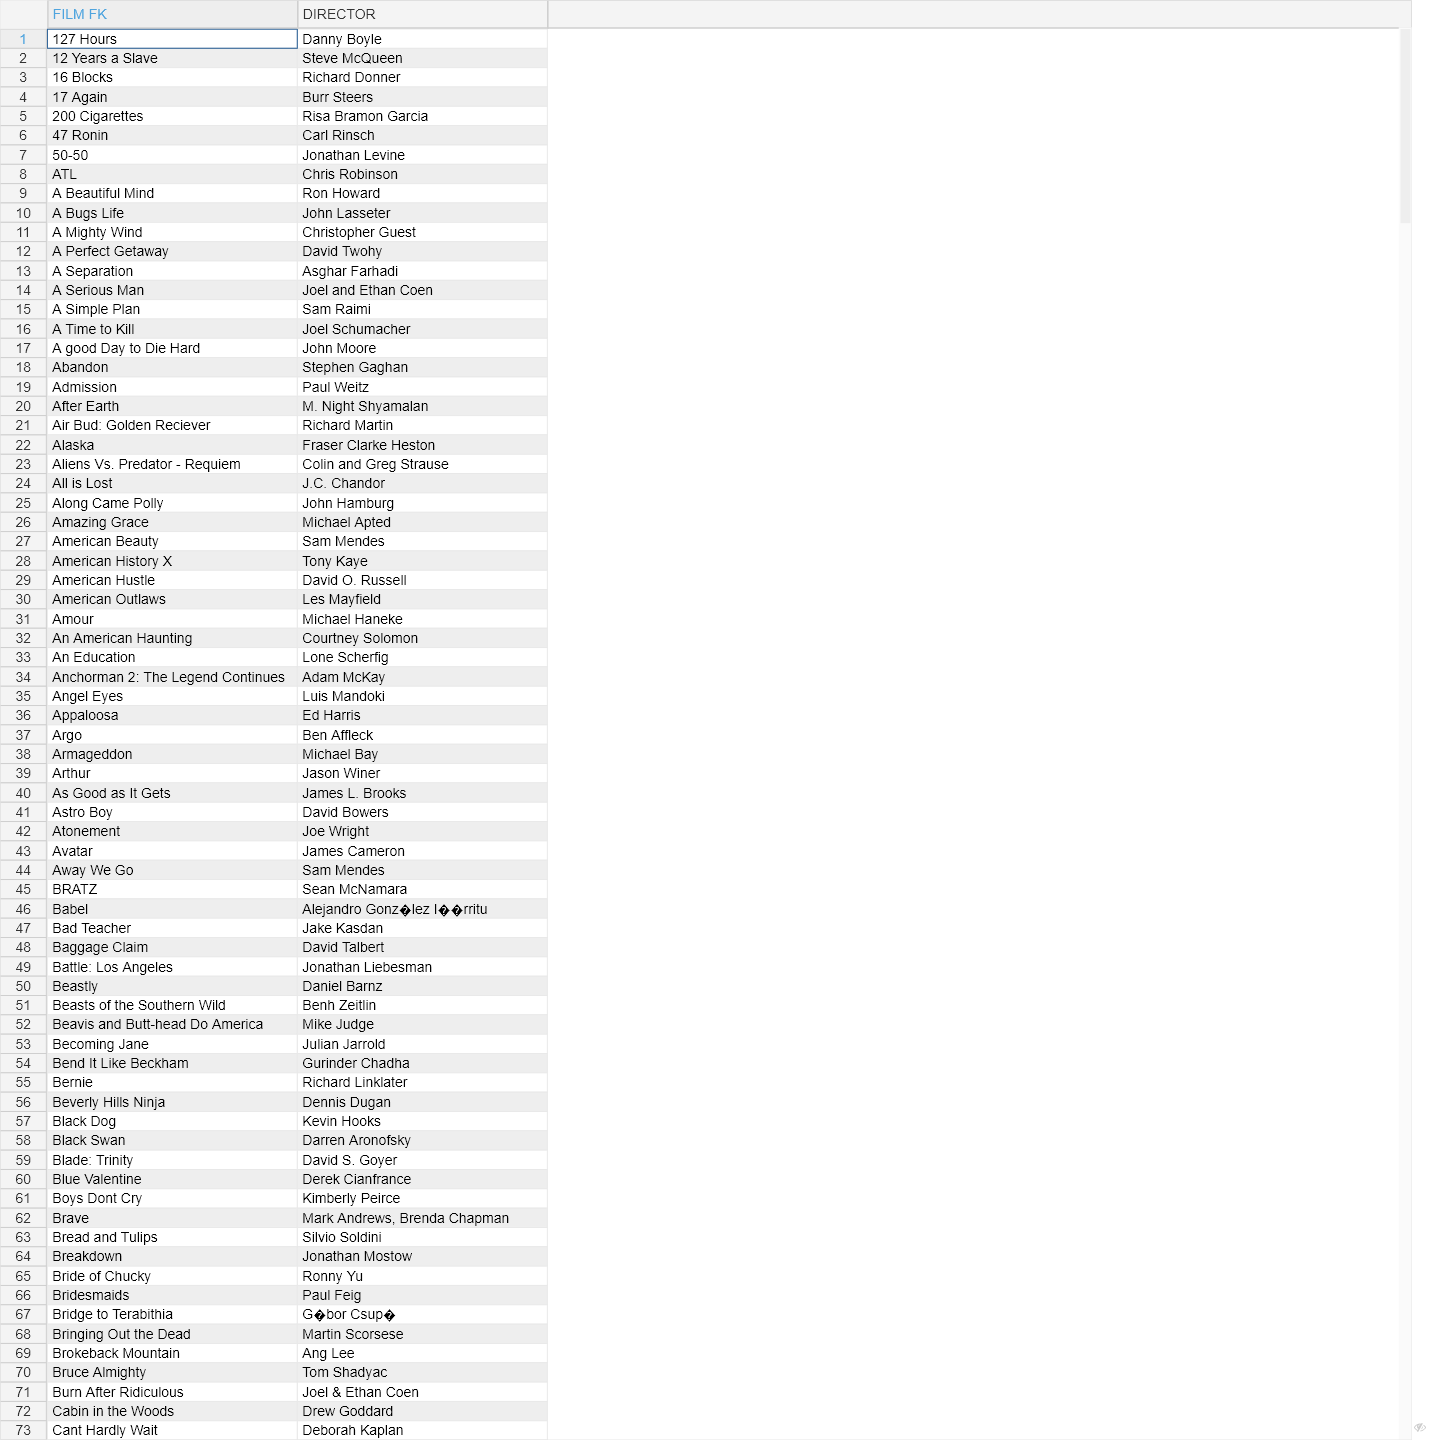 FILM FK DIRECTOR
1 127 Hours Danny Boyle
2 12 Years a Slave Steve McQueen
3 16 Blocks Richard Donner
4 17 Again Burr Steers
5 200 Cigarettes Risa Bramon Garcia
6 47 Ronin Carl Rinsch
7 50-50 Jonathan Levine
8 ATL Chris Robinson
9 A Beautiful Mind Ron Howard
10 A Bugs Life John Lasseter
11 A Mighty Wind Christopher Guest
12 A Perfect Getaway David Twohy
13 A Separation Asghar Farhadi
14 A Serious Man Joel and Ethan Coen
15 A Simple Plan Sam Raimi
16 A Time to Kill Joel Schumacher
17 A good Day to Die Hard John Moore
18 Abandon Stephen Gaghan
19 Admission Paul Weitz
20 After Earth M. Night Shyamalan
21 Air Bud: Golden Reciever Richard Martin
22 Alaska Fraser Clarke Heston
23 Aliens Vs. Predator - Requiem Colin and Greg Strause
24 All is Lost J.C. Chandor
25 Along Came Polly John Hamburg
26 Amazing Grace Michael Apted
27 American Beauty Sam Mendes
28 American History X Tony Kaye
29 American Hustle David O. Russell
30 American Outlaws Les Mayfield
31 Amour Michael Haneke
32 An American Haunting Courtney Solomon
33 An Education Lone Scherfig
34 Anchorman 2: The Legend Continues Adam McKay
35 Angel Eyes Luis Mandoki
36 Appaloosa Ed Harris
37 Argo Ben Affleck
38 Armageddon Michael Bay
39 Arthur Jason Winer
40 As Good as It Gets James L. Brooks
41 Astro Boy David Bowers
42 Atonement Joe Wright
43 Avatar James Cameron
44 Away We Go Sam Mendes
45 BRATZ Sean McNamara
46 Babel Alejandro Gonz�lez I��rritu
47 Bad Teacher Jake Kasdan
48 Baggage Claim David Talbert
49 Battle: Los Angeles Jonathan Liebesman
50 Beastly Daniel Barnz
51 Beasts of the Southern Wild Benh Zeitlin
52 Beavis and Butt-head Do America Mike Judge
53 Becoming Jane Julian Jarrold
54 Bend It Like Beckham Gurinder Chadha
55 Bernie Richard Linklater
56 Beverly Hills Ninja Dennis Dugan
57 Black Dog Kevin Hooks
58 Black Swan Darren Aronofsky
59 Blade: Trinity David S. Goyer
60 Blue Valentine Derek Cianfrance
61 Boys Dont Cry Kimberly Peirce
62 Brave Mark Andrews, Brenda Chapman
63 Bread and Tulips Silvio Soldini
64 Breakdown Jonathan Mostow
65 Bride of Chucky Ronny Yu
66 Bridesmaids Paul Feig
67 Bridge to Terabithia G�bor Csup�
68 Bringing Out the Dead Martin Scorsese
69 Brokeback Mountain Ang Lee
70 Bruce Almighty Tom Shadyac
71 Burn After Ridiculous Joel & Ethan Coen
72 Cabin in the Woods Drew Goddard
73 Cant Hardly Wait Deborah Kaplan